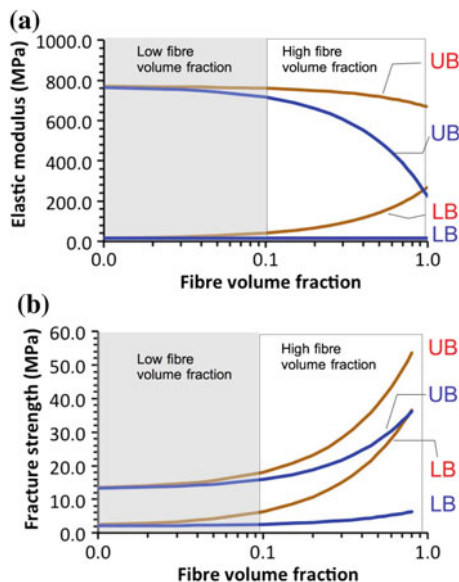 (a)
1000.0
800.0
600.0
400.0
200.0
0.0
Elastic modulus (MPa)
Low fibre
volume fraction
High fibre
volume fraction
UB
UB
LB
LB
0.0
0.1
1.0
Fibre volume fraction
(b)
60.0
50.0
40.0
30.0
20.0
10.0
0.0
Fracture strength (MPa)
Low fibre
volume fraction
High fibre
volume fraction
UB
UB
LB
LB
0.0
0.1
1.0
Fibre volume fraction